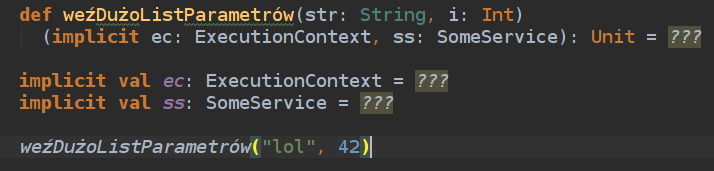 def weźDużoListParametrów(str: String, i: Int)
(implicit ec: ExecutionContext, ss: SomeService): Unit = ???
implicit val ec: ExecutionContext = ???
implicit val ss: SomeService = ???
weźDużoListParametrów("lol", 42)